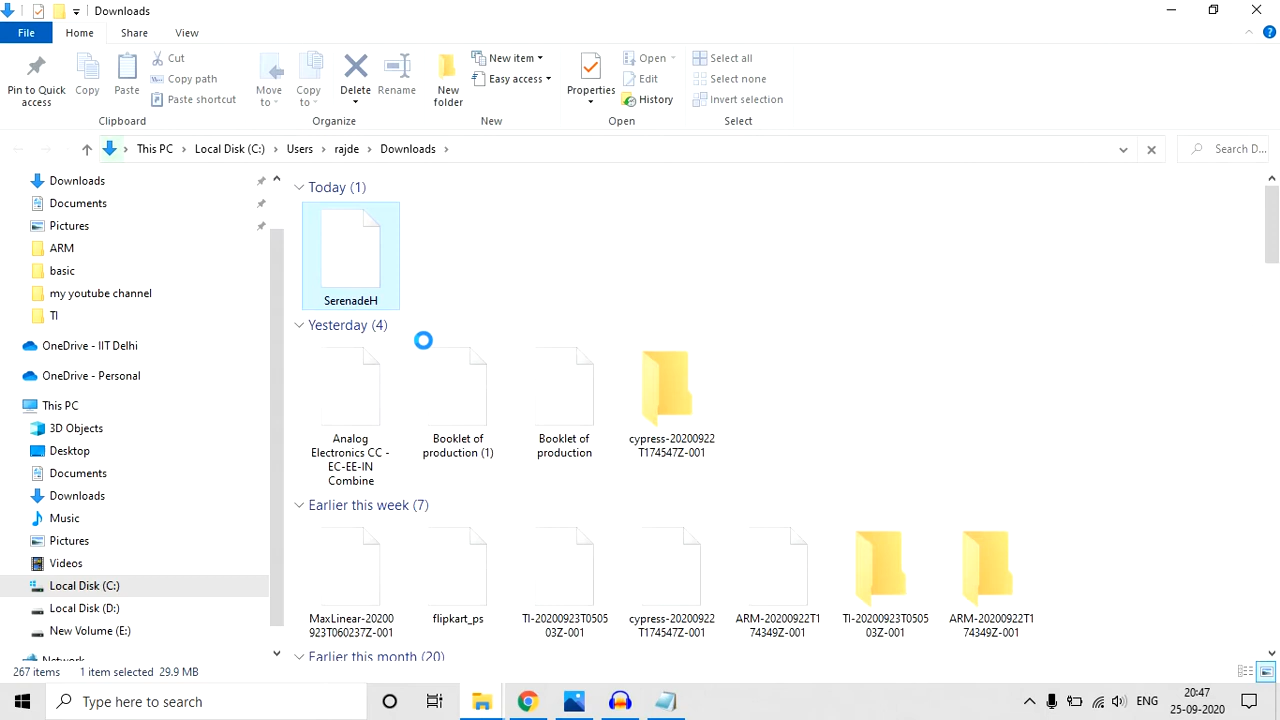 Downloads
File Home Share View
Pin to Quick access
Copy
Paste
Cut
Copy path
Paste shortcut
Clipboard
Move to
Copy to
Delete
Rename
Organize
New folder
New item
Easy access
New
Properties
Open
Edit
History
Open
Select all
Select none
Invert selection
Select
This PC > Local Disk (C:) > Users > rajde > Downloads >
Search D...
Downloads
Documents
Pictures
ARM
basic
my youtube channel
TI
OneDrive - IIT Delhi
OneDrive - Personal
This PC
3D Objects
Desktop
Documents
Downloads
Music
Pictures
Videos
Local Disk (C:)
Local Disk (D:)
New Volume (E:)
Network
Today (1)
SerenadeH
Yesterday (4)
Analog
Electronics CC -
EC-EE-IN
Combine
Booklet of
production (1)
Booklet of
production
cypress-20200922
T174547Z-001
Earlier this week (7)
MaxLinear-20200
923T060237Z-001
flipkart_ps
TI-20200923T0505
03Z-001
cypress-20200922
T174547Z-001
ARM-20200922T1
74349Z-001
TI-20200923T0505
03Z-001
ARM-20200922T1
74349Z-001
Earlier this month (20)
267 items 1 item selected 29.9 MB
Type here to search
ENG
20:47
25-09-2020